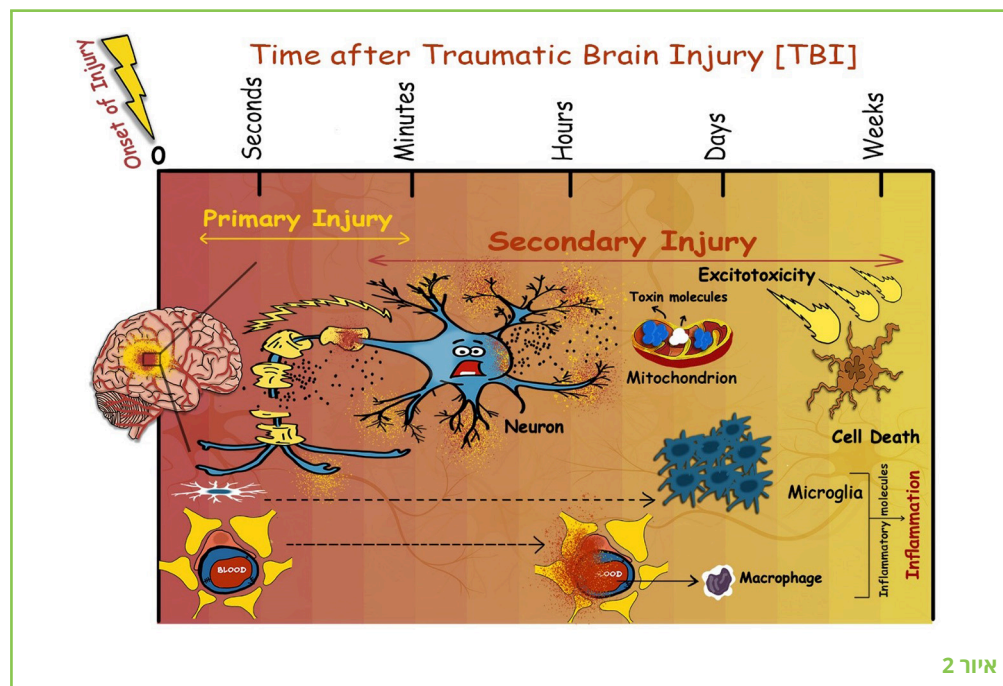 Time after Traumatic Brain Injury [TBI]
Onset of Injury
0
Seconds
Minutes
Hours
Days
Weeks
Primary Injury
Secondary Injury
Excitotoxicity
Toxin molecules
Mitochondrion
Neuron
Cell Death
Microglia
Inflammatory molecules
Inflammation
BLOOD
LOOD
Macrophage
איור 2